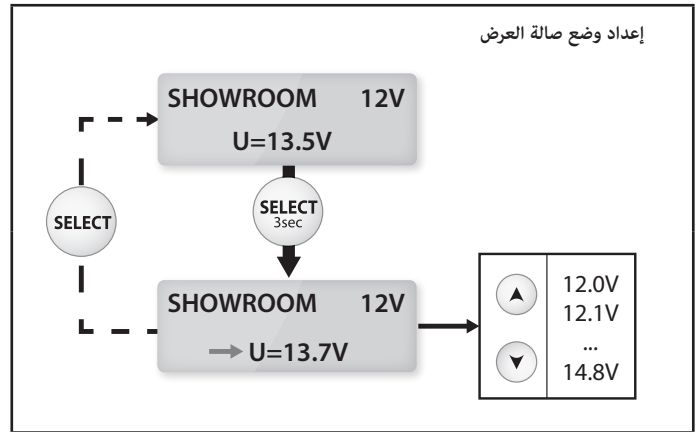 إعداد وضع صالة العرض
SHOWROOM 12V
U=13.5V
SELECT
SELECT
3sec
SHOWROOM 12V
U=13.7V
12.0V
12.1V
...
14.8V